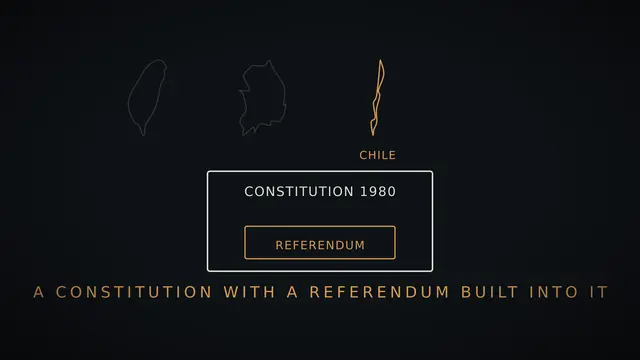 CHILE
CONSTITUTION 1980
REFERENDUM
A CONSTITUTION WITH A REFERENDUM BUILT INTO IT